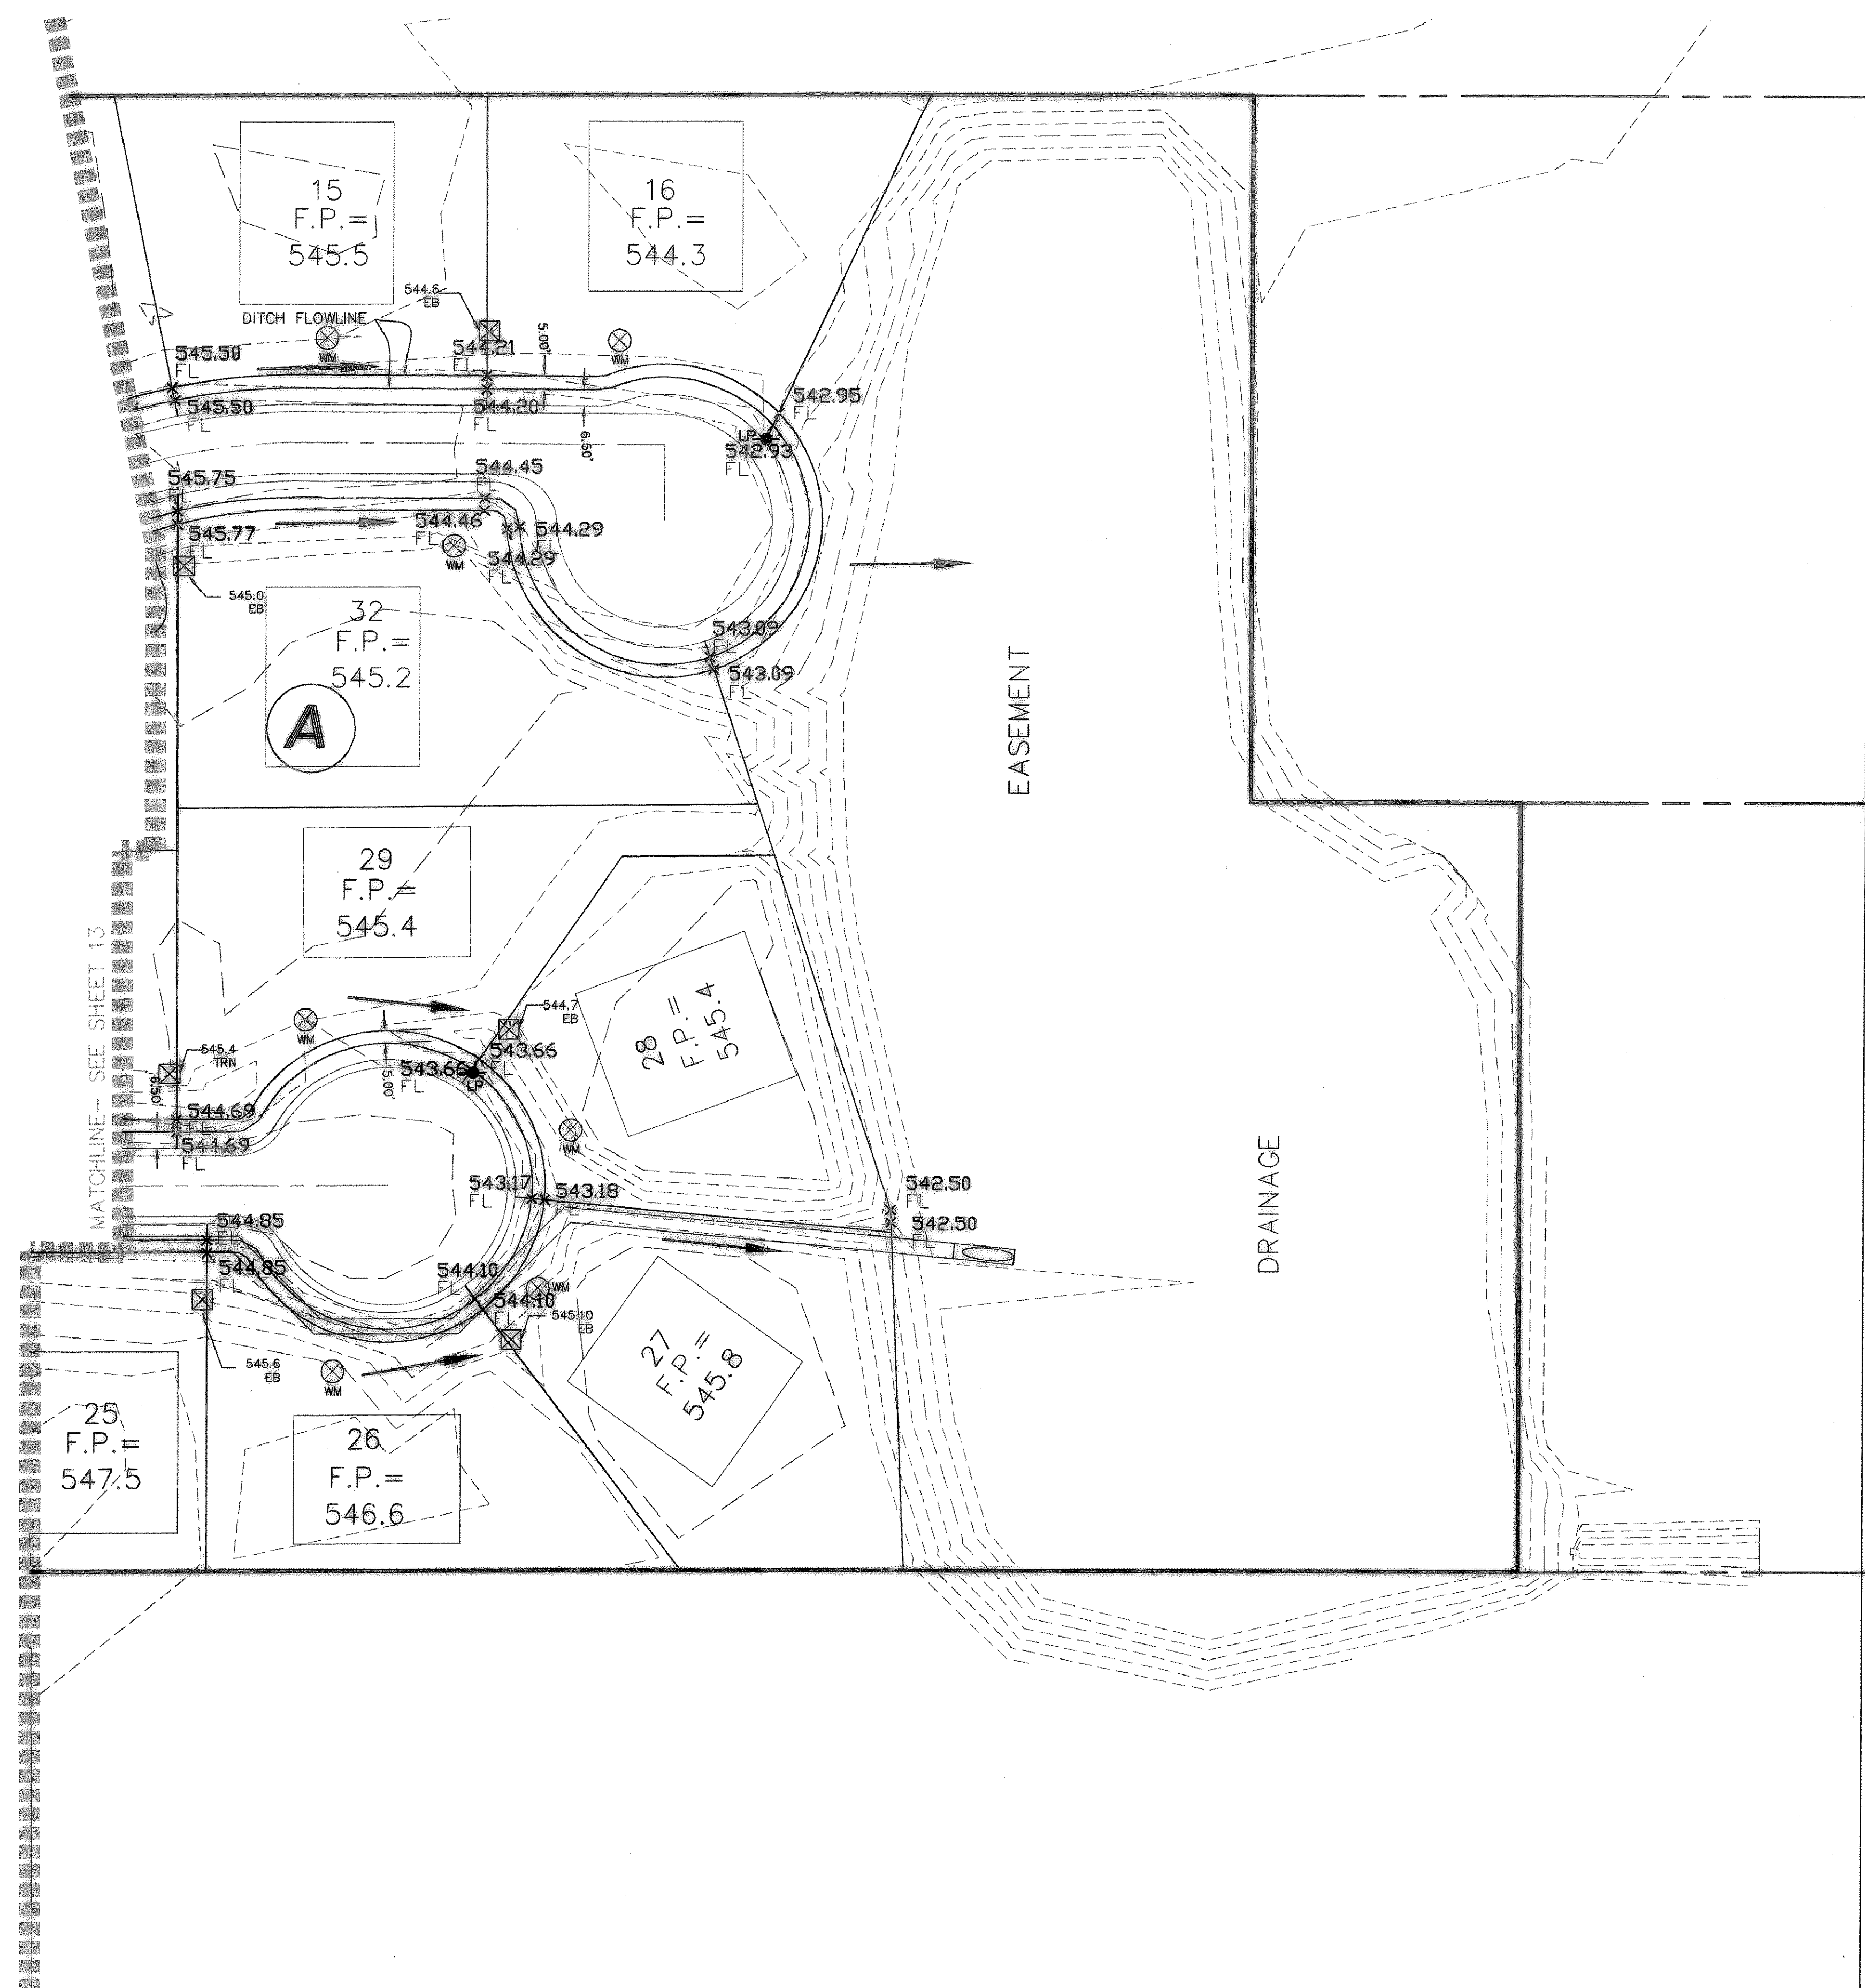 15
F.P.=
545.5
16
F.P.=
544.3
544.6
EB
DITCH FLOWLINE
WM
WM
545.50
FL
544.21
FL
5.00'
545.50
FL
544.20
FL
6.50'
542.95
FL
LP
542.93
FL
545.75
FL
544.45
FL
545.77
FL
544.46
FL
544.29
FL
544.29
FL
WM
545.0
EB
32
F.P.=
545.2
A
543.09
FL
543.09
FL
EASEMENT
29
F.P.=
545.4
MATCHLINE- SEE SHEET 13
28
F.P.=
545.4
544.7
EB
WM
545.4
TRN
543.66
FL
543.66
FL
LP
5.00'
6.50'
544.69
FL
544.69
FL
WM
543.17
FL
543.18
FL
542.50
FL
542.50
FL
DRAINAGE
544.85
FL
544.85
FL
544.10
FL
544.10
FL
WM
545.10
EB
545.6
EB
WM
27
F.P.=
545.8
25
F.P.=
547.5
26
F.P.=
546.6